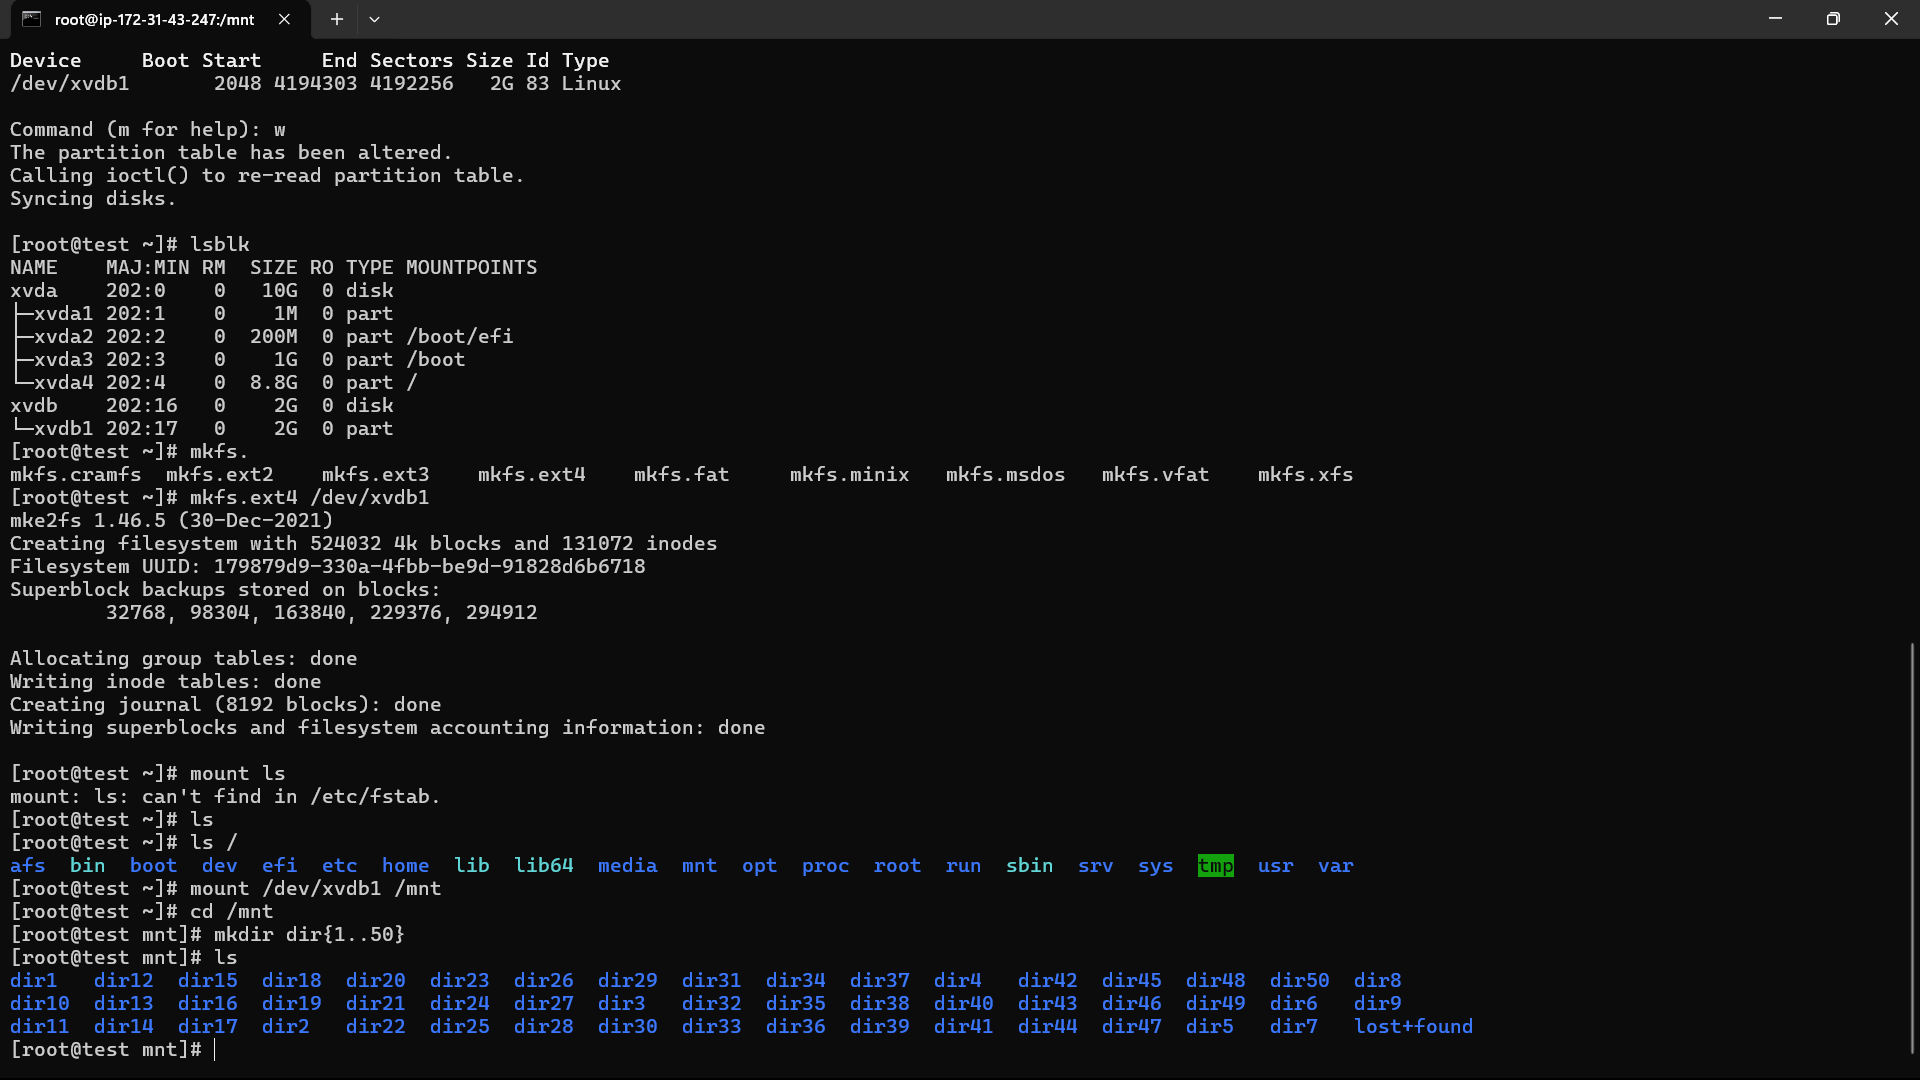 root@ip-172-31-43-247:/mnt
Device     Boot Start     End Sectors Size Id Type
/dev/xvdb1       2048 4194303 4192256   2G 83 Linux
Command (m for help): w
The partition table has been altered.
Calling ioctl() to re-read partition table.
Syncing disks.
[root@test ~]# lsblk
NAME    MAJ:MIN RM  SIZE RO TYPE MOUNTPOINTS
xvda    202:0    0   10G  0 disk
├─xvda1 202:1    0    1M  0 part
├─xvda2 202:2    0  200M  0 part /boot/efi
├─xvda3 202:3    0    1G  0 part /boot
└─xvda4 202:4    0  8.8G  0 part /
xvdb    202:16   0    2G  0 disk
└─xvdb1 202:17   0    2G  0 part
[root@test ~]# mkfs.
mkfs.cramfs  mkfs.ext2    mkfs.ext3    mkfs.ext4    mkfs.fat     mkfs.minix   mkfs.msdos   mkfs.vfat    mkfs.xfs
[root@test ~]# mkfs.ext4 /dev/xvdb1
mke2fs 1.46.5 (30-Dec-2021)
Creating filesystem with 524032 4k blocks and 131072 inodes
Filesystem UUID: 179879d9-330a-4fbb-be9d-91828d6b6718
Superblock backups stored on blocks:
        32768, 98304, 163840, 229376, 294912
Allocating group tables: done
Writing inode tables: done
Creating journal (8192 blocks): done
Writing superblocks and filesystem accounting information: done
[root@test ~]# mount ls
mount: ls: can't find in /etc/fstab.
[root@test ~]# ls
[root@test ~]# ls /
afs  bin  boot  dev  efi  etc  home  lib  lib64  media  mnt  opt  proc  root  run  sbin  srv  sys  tmp  usr  var
[root@test ~]# mount /dev/xvdb1 /mnt
[root@test ~]# cd /mnt
[root@test mnt]# mkdir dir{1..50}
[root@test mnt]# ls
dir1   dir12  dir15  dir18  dir20  dir23  dir26  dir29  dir31  dir34  dir37  dir4   dir42  dir45  dir48  dir50  dir8
dir10  dir13  dir16  dir19  dir21  dir24  dir27  dir3   dir32  dir35  dir38  dir40  dir43  dir46  dir49  dir6   dir9
dir11  dir14  dir17  dir2   dir22  dir25  dir28  dir30  dir33  dir36  dir39  dir41  dir44  dir47  dir5   dir7   lost+found
[root@test mnt]#